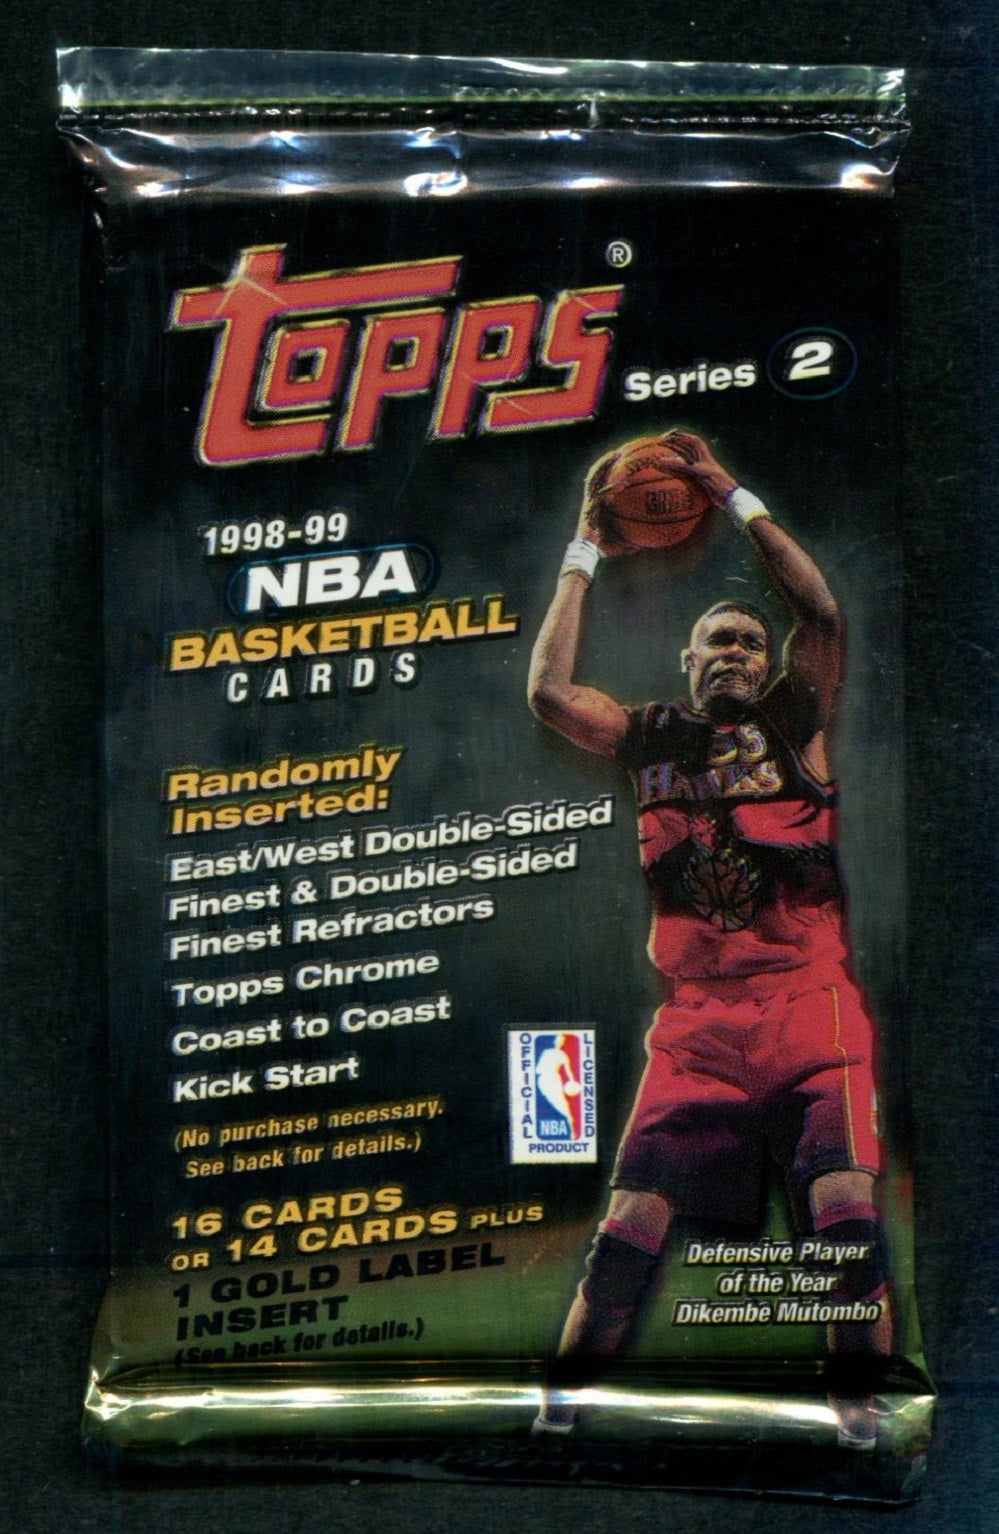 Topps®
Series 2
1998-99
NBA
BASKETBALL
CARDS
Randomly
Inserted:
East/West Double-Sided
Finest & Double-Sided
Finest Refractors
Topps Chrome
Coast to Coast
Kick Start
(No purchase necessary.
See back for details.)
16 CARDS
OR 14 CARDS PLUS
1 GOLD LABEL
INSERT
(See back for details.)
OFFICIAL
LICENSED
NBA
PRODUCT
55
HAWKS
Defensive Player
of the Year
Dikembe Mutombo